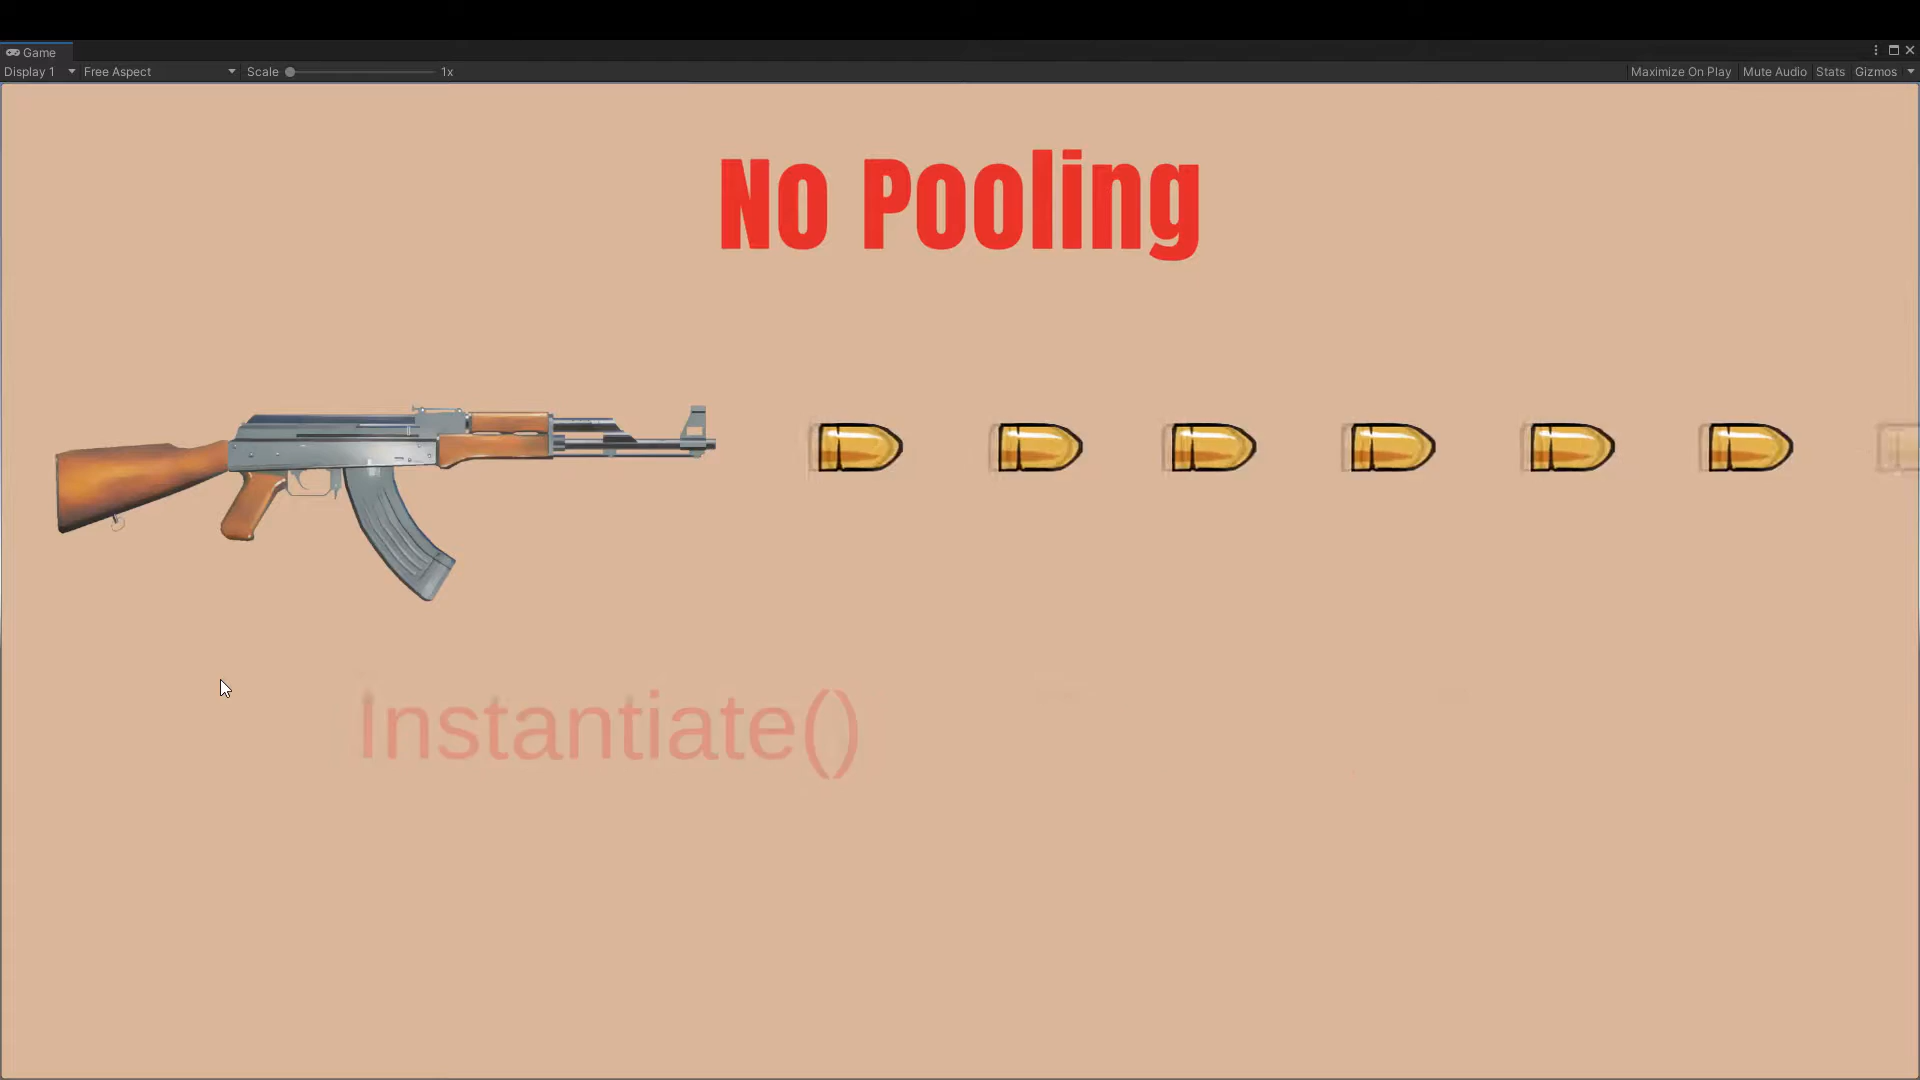 Game
Display 1 Free Aspect Scale 1x Maximize On Play Mute Audio Stats Gizmos
No Pooling
Instantiate()